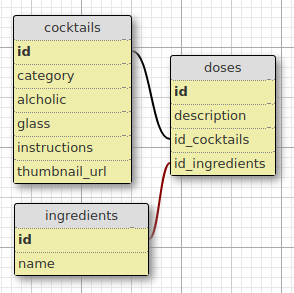 cocktails
id
category
alcholic
glass
instructions
thumbnail_url
doses
id
description
id_cocktails
id_ingredients
ingredients
id
name